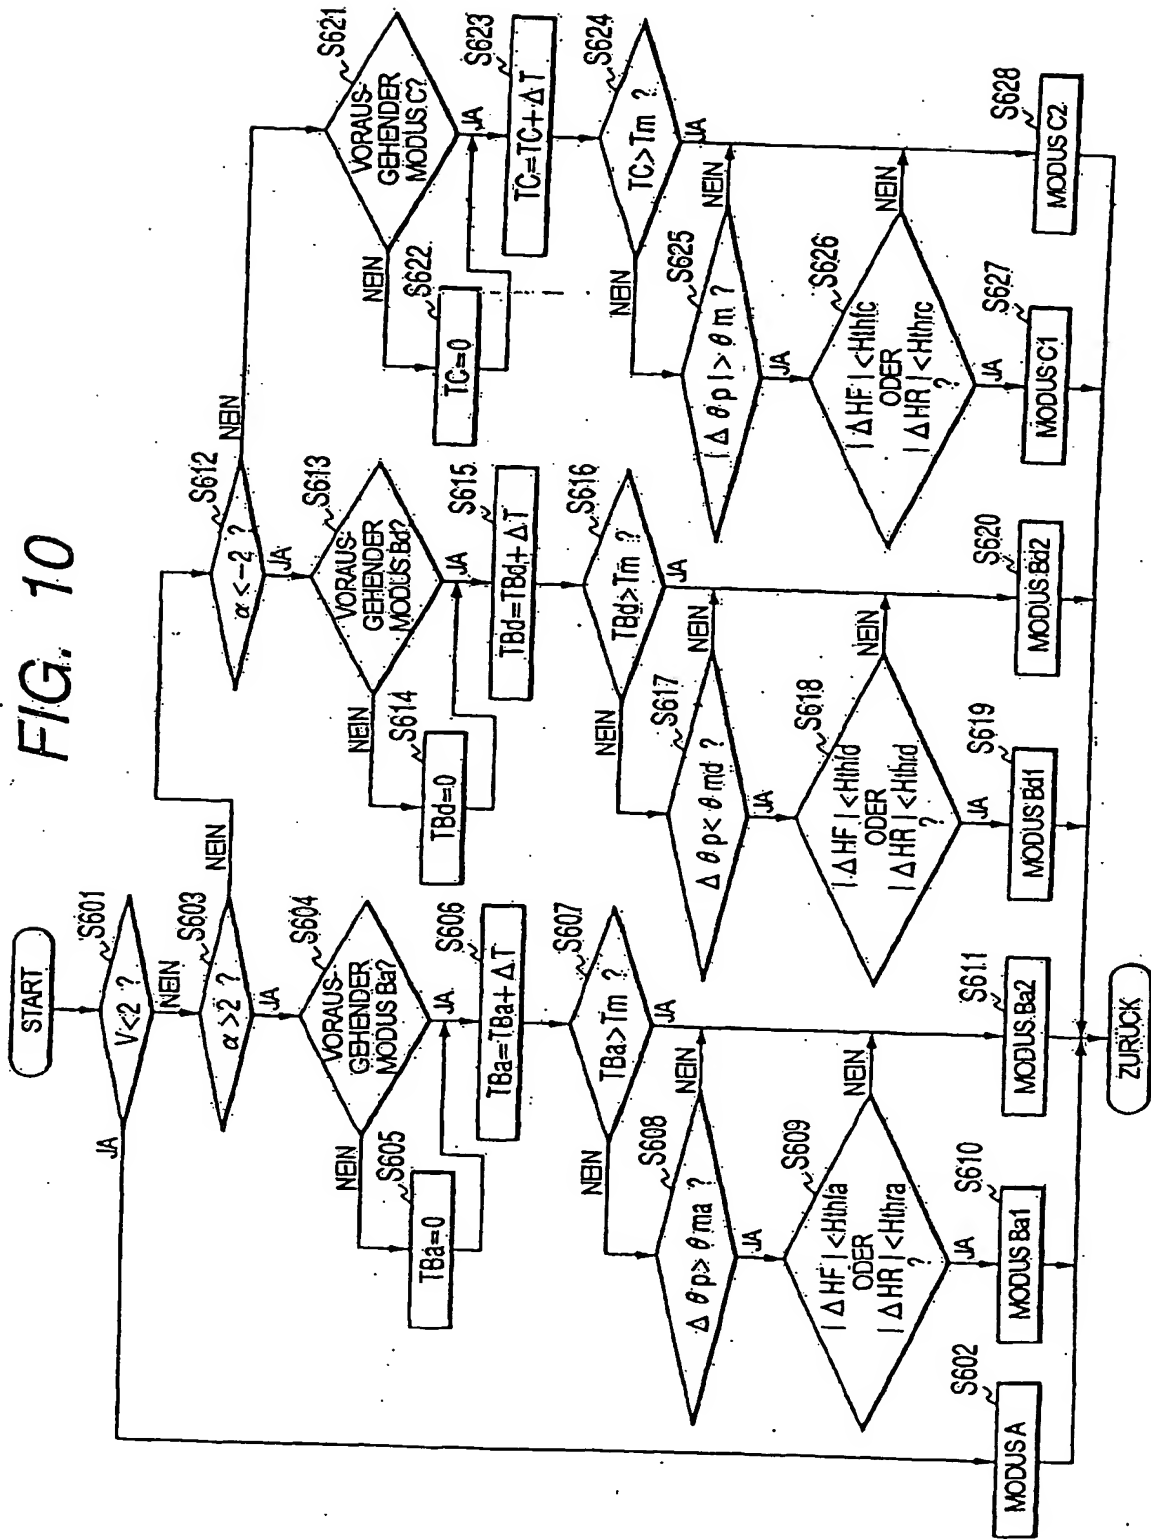 FIG. 10
START
S601
V<2 ?
JA
NEIN
S603
α>2 ?
NEIN
JA
S604
VORAUS-
GEHENDER
MODUS Ba?
NEIN
JA
S605
TBa=0
S606
TBa=TBa+ΔT
S607
TBa>Tm ?
NEIN
JA
S608
Δθp>θma ?
NEIN
JA
S609
|ΔHF|<Hthfa
ODER
|ΔHR|<Hthra
?
NEIN
JA
S602
MODUS A
S610
MODUS Ba1
S611
MODUS Ba2
S612
α<-2 ?
NEIN
JA
S613
VORAUS-
GEHENDER
MODUS Bd?
NEIN
JA
S614
TBd=0
S615
TBd=TBd+ΔT
S616
TBd>Tm ?
NEIN
JA
S617
Δθp<θmd ?
NEIN
JA
S618
|ΔHF|<Hthfd
ODER
|ΔHR|<Hthrd
?
NEIN
JA
S619
MODUS Bd1
S620
MODUS Bd2
S621
VORAUS-
GEHENDER
MODUS C?
NEIN
JA
S622
TC=0
S623
TC=TC+ΔT
S624
TC>Tm ?
NEIN
JA
S625
|Δθp|>θm ?
NEIN
JA
S626
|ΔHF|<Hthfc
ODER
|ΔHR|<Hthrc
?
NEIN
JA
S627
MODUS C1
S628
MODUS C2
ZURÜCK